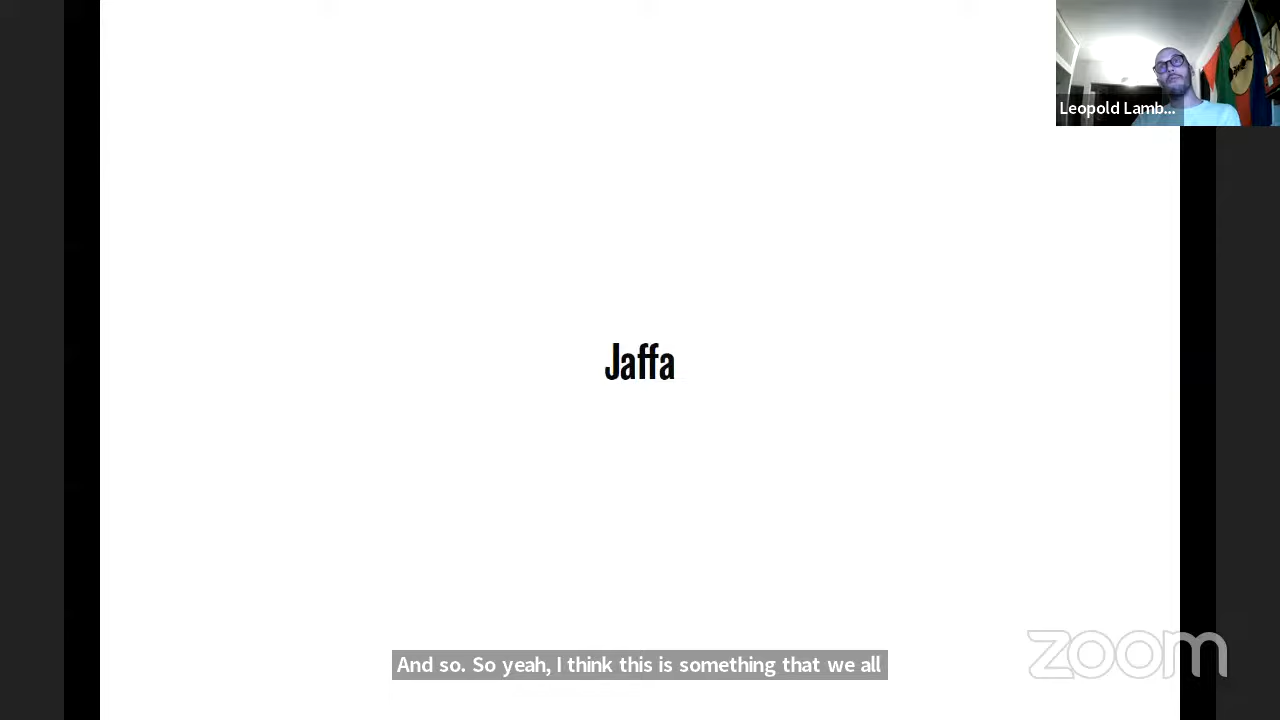 Leopold Lamb...
Jaffa
And so. So yeah, I think this is something that we all
zoom